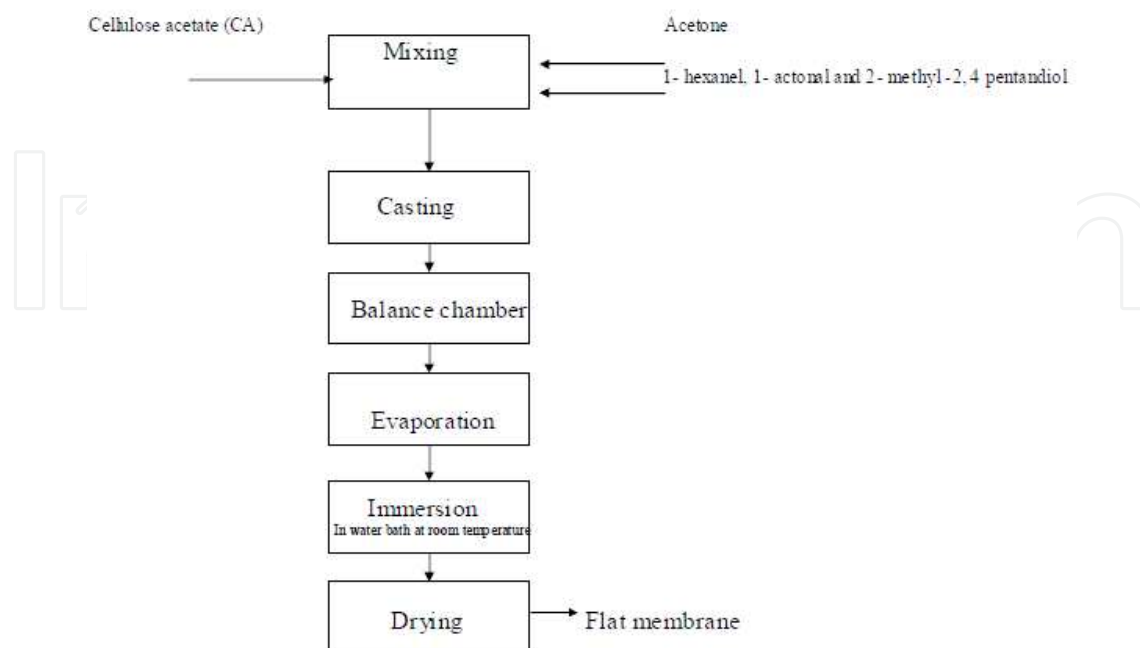 Cellulose acetate (CA)
Acetone
Mixing
1- hexanel, 1- actonal and 2- methyl -2, 4 pentandiol
Casting
Balance chamber
Evaporation
Immersion
In water bath at room temperature
Drying
Flat membrane